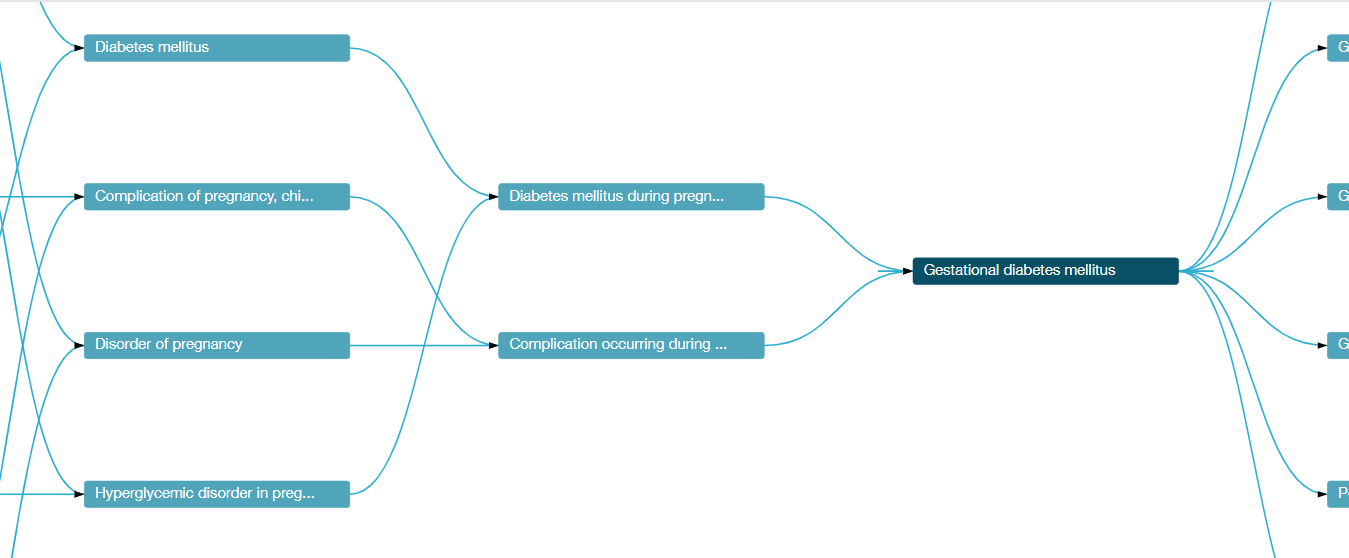 Diabetes mellitus
Complication of pregnancy, chi...
Disorder of pregnancy
Hyperglycemic disorder in preg...
Diabetes mellitus during pregn...
Complication occurring during ...
Gestational diabetes mellitus
G
G
G